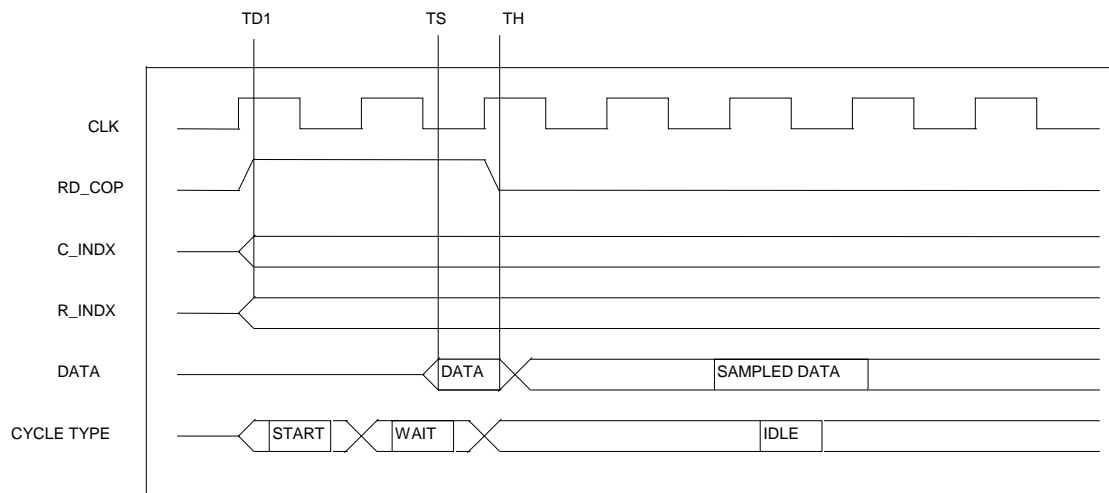 TD1 TS TH
CLK
RD_COP
C_INDX
R_INDX
DATA DATA SAMPLED DATA
CYCLE TYPE START WAIT IDLE